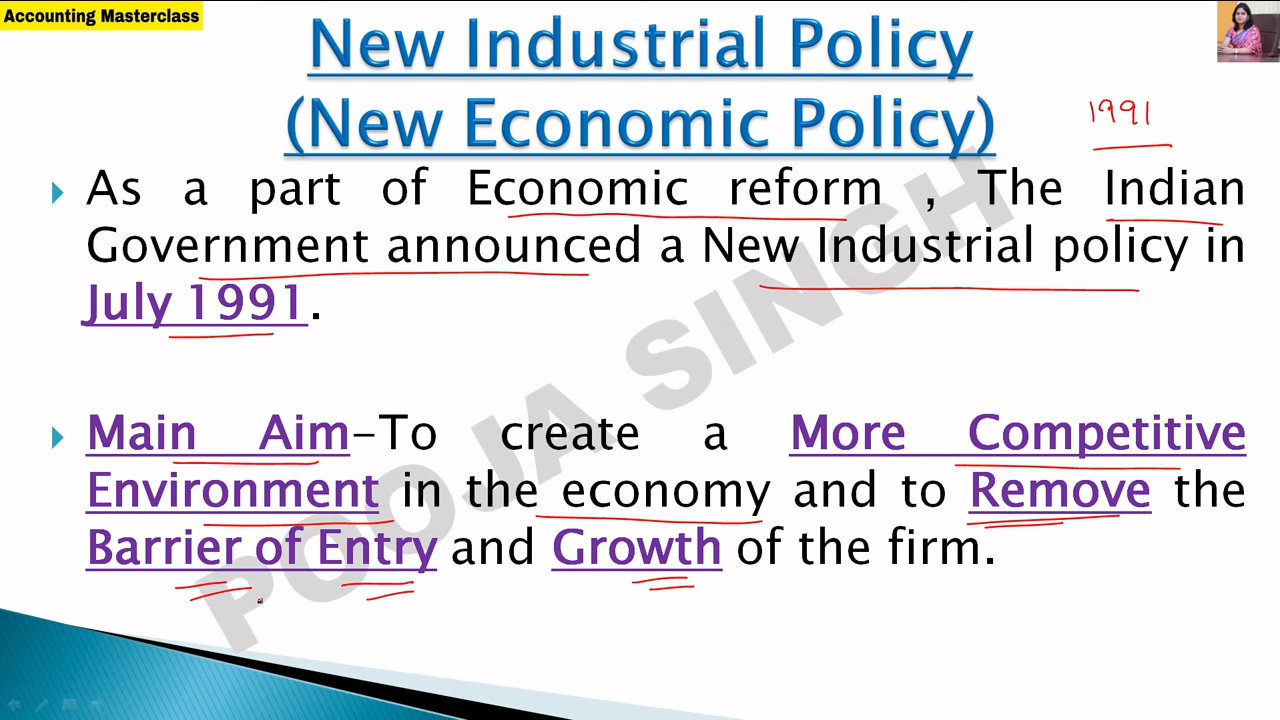 Accounting Masterclass
New Industrial Policy
(New Economic Policy)
1991
As a part of Economic reform , The Indian
Government announced a New Industrial policy in
July 1991.
Main Aim-To create a More Competitive
Environment in the economy and to Remove the
Barrier of Entry and Growth of the firm.
POOJA SINGH